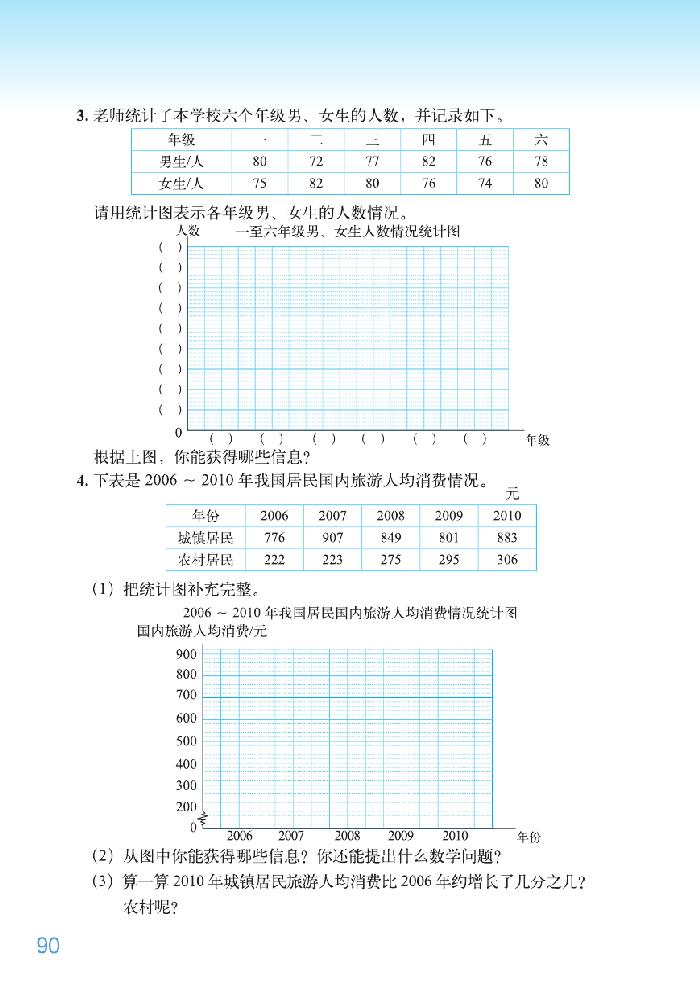 3. 老师统计了本学校六个年级男、女生的人数，并记录如下。
年级 一 二 三 四 五 六
男生/人 80 72 77 82 76 78
女生/人 75 82 80 76 74 80
请用统计图表示各年级男、女生的人数情况。
人数 一至六年级男、女生人数情况统计图
( )
( )
( )
( )
( )
( )
( )
( )
( )
0
( ) ( ) ( ) ( ) ( ) ( ) 年级
根据上图，你能获得哪些信息？
4. 下表是 2006 ～ 2010 年我国居民国内旅游人均消费情况。
元
年份 2006 2007 2008 2009 2010
城镇居民 776 907 849 801 883
农村居民 222 223 275 295 306
（1）把统计图补充完整。
2006 ～ 2010 年我国居民国内旅游人均消费情况统计图
国内旅游人均消费/元
900
800
700
600
500
400
300
200
0
2006 2007 2008 2009 2010 年份
（2）从图中你能获得哪些信息？你还能提出什么数学问题？
（3）算一算 2010 年城镇居民旅游人均消费比 2006 年约增长了几分之几？
农村呢？
90